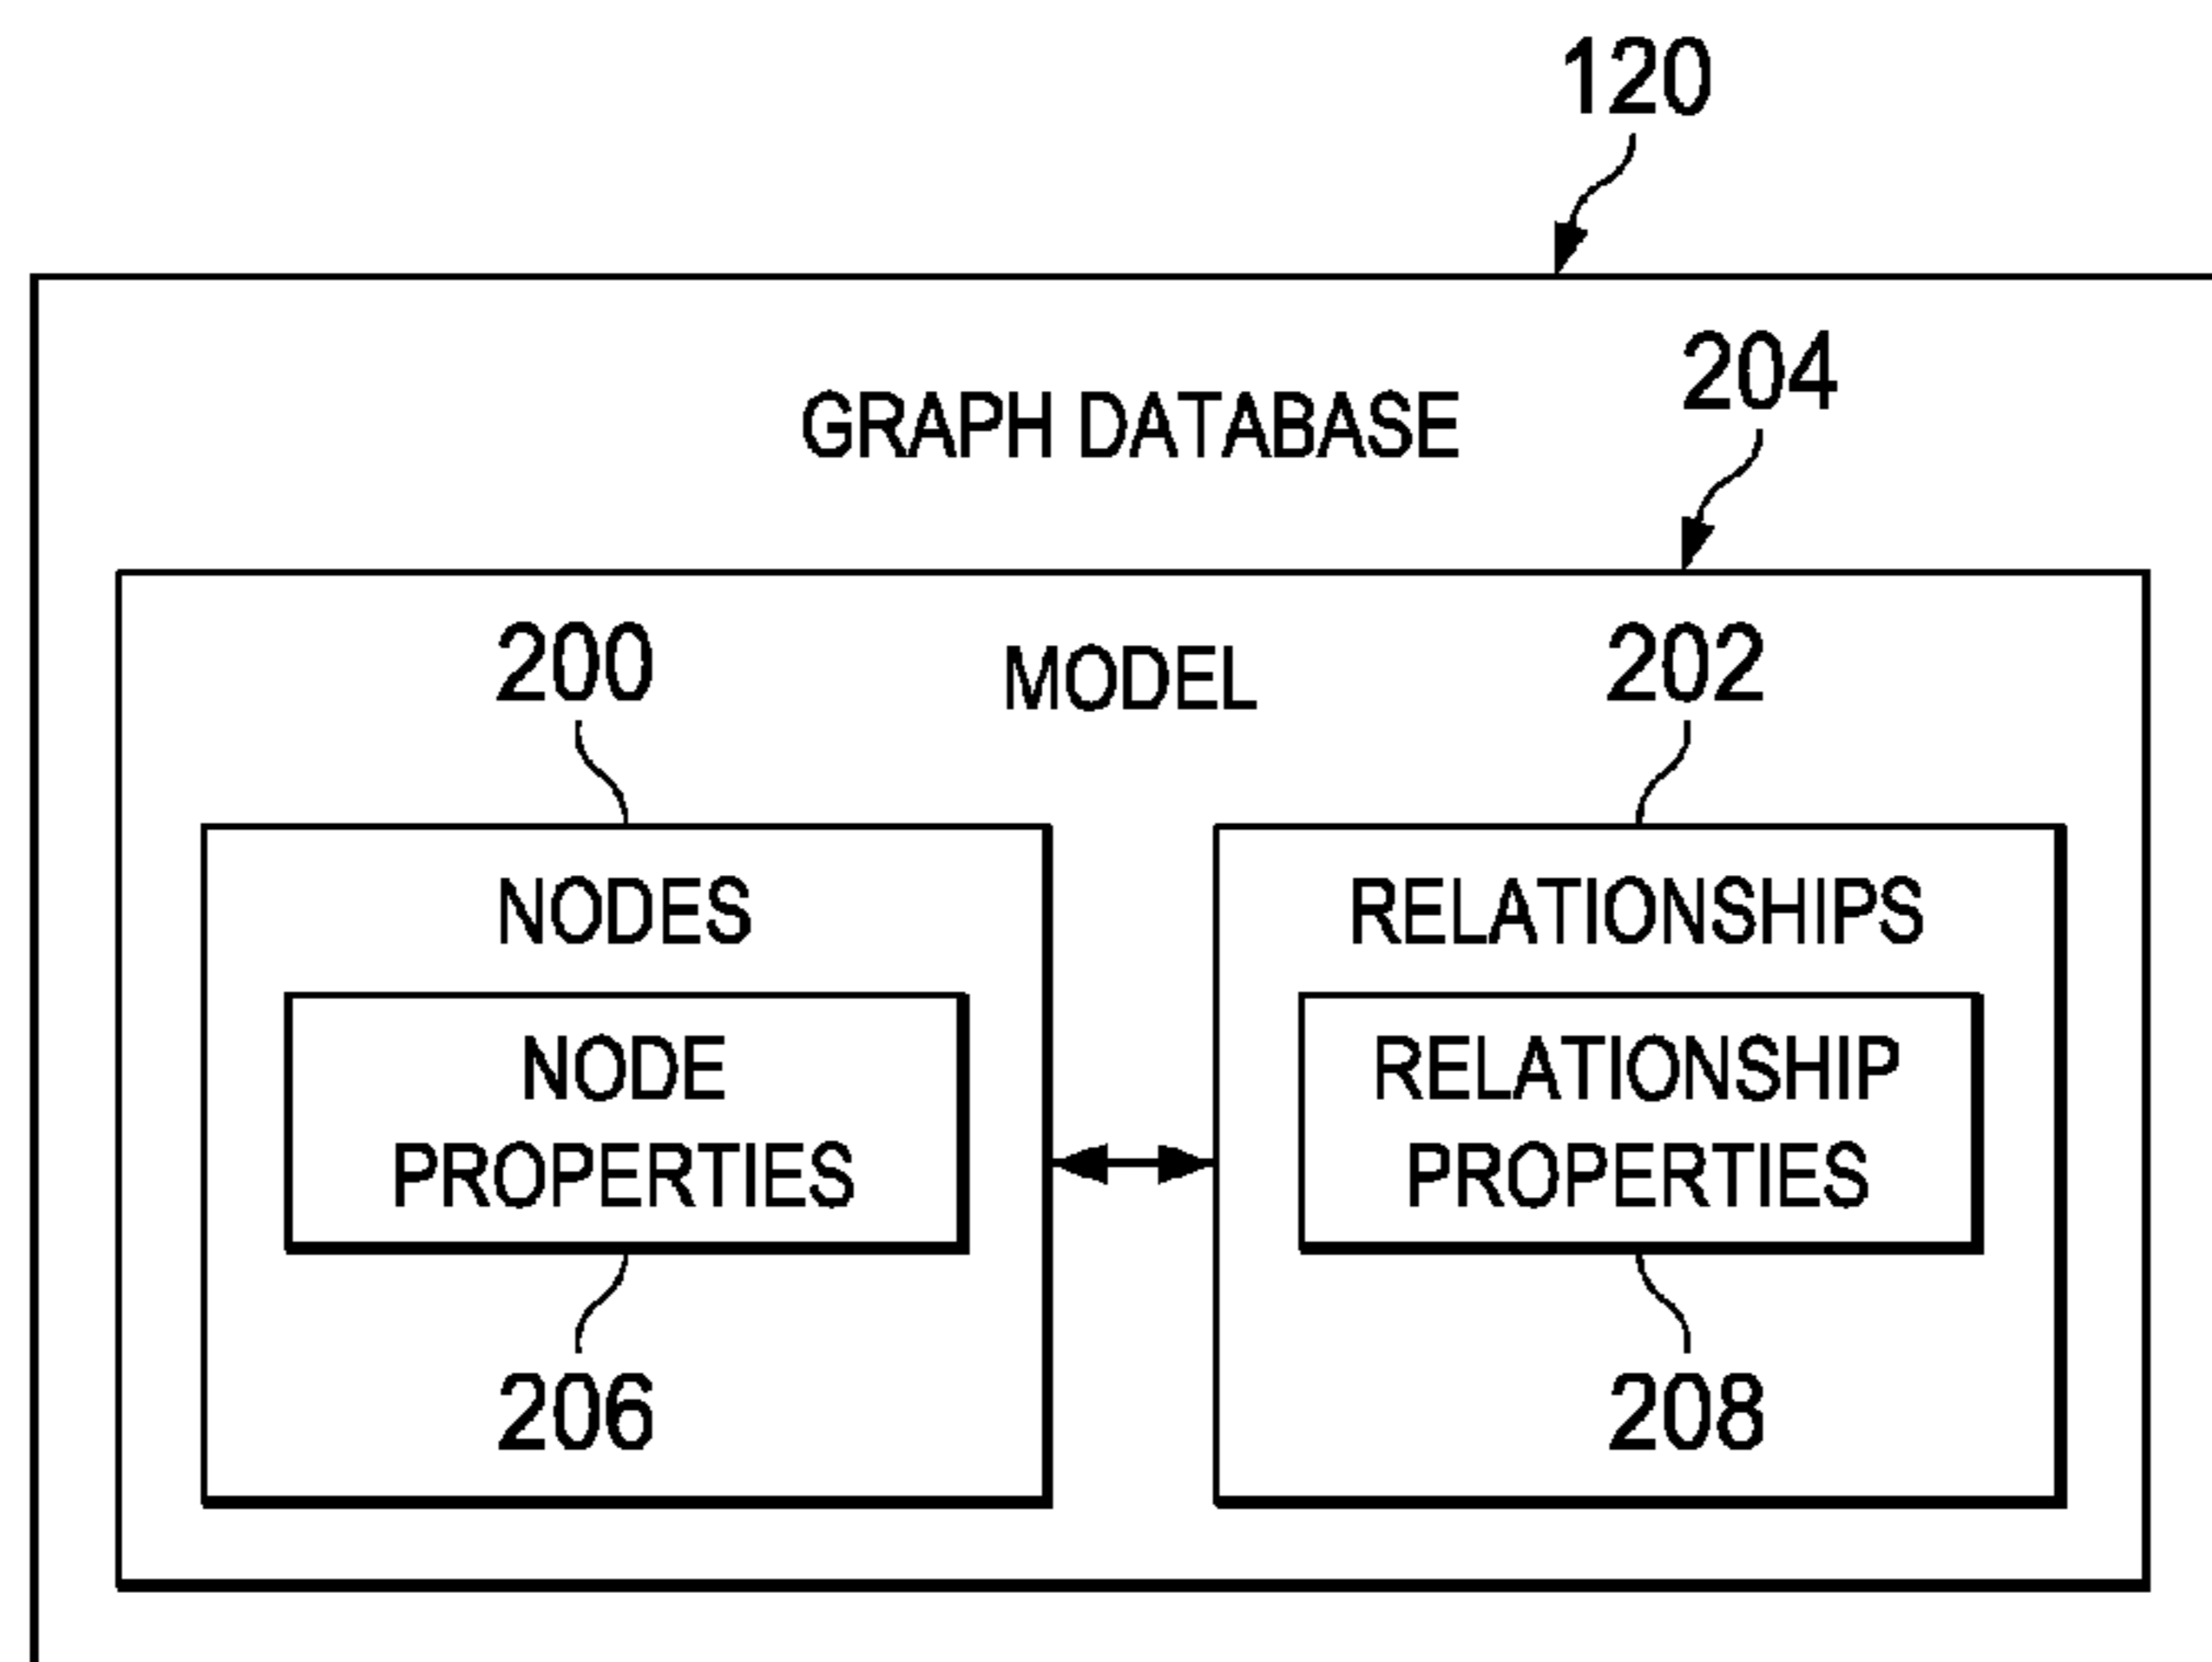 120
GRAPH DATABASE
204
200
MODEL
202
NODES
RELATIONSHIPS
NODE
PROPERTIES
RELATIONSHIP
PROPERTIES
206
208